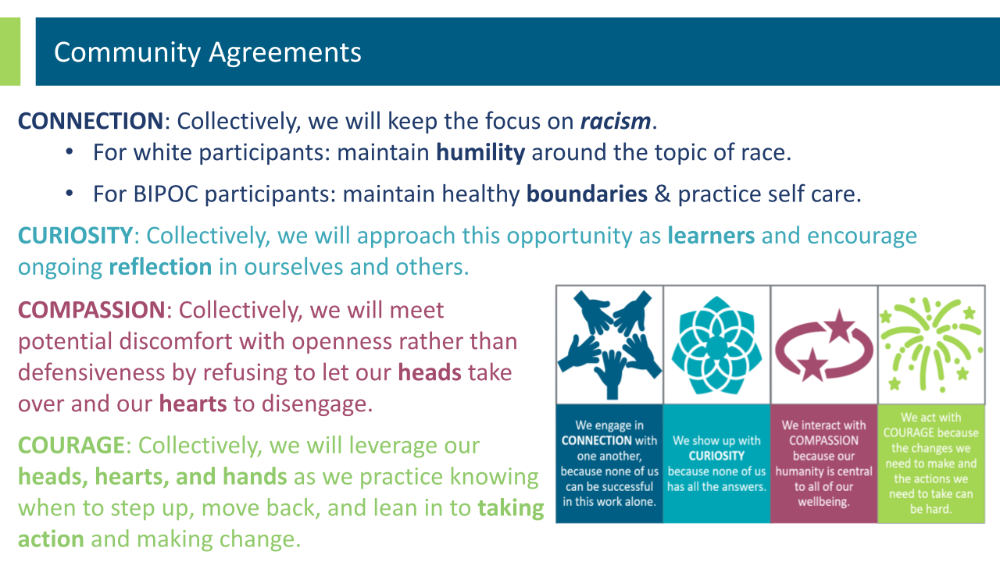 Community Agreements
CONNECTION: Collectively, we will keep the focus on racism.
• For white participants: maintain humility around the topic of race.
• For BIPOC participants: maintain healthy boundaries & practice self care.
CURIOSITY: Collectively, we will approach this opportunity as learners and encourage
ongoing reflection in ourselves and others.
COMPASSION: Collectively, we will meet
potential discomfort with openness rather than
defensiveness by refusing to let our heads take
over and our hearts to disengage.
COURAGE: Collectively, we will leverage our
heads, hearts, and hands as we practice knowing
when to step up, move back, and lean in to taking
action and making change.
We engage in
CONNECTION with
one another,
because none of us
can be successful
in this work alone.
We show up with
CURIOSITY
because none of us
has all the answers.
We interact with
COMPASSION
because our
humanity is central
to all of our
wellbeing.
We act with
COURAGE because
the changes we
need to make and
the actions we
need to take can
be hard.